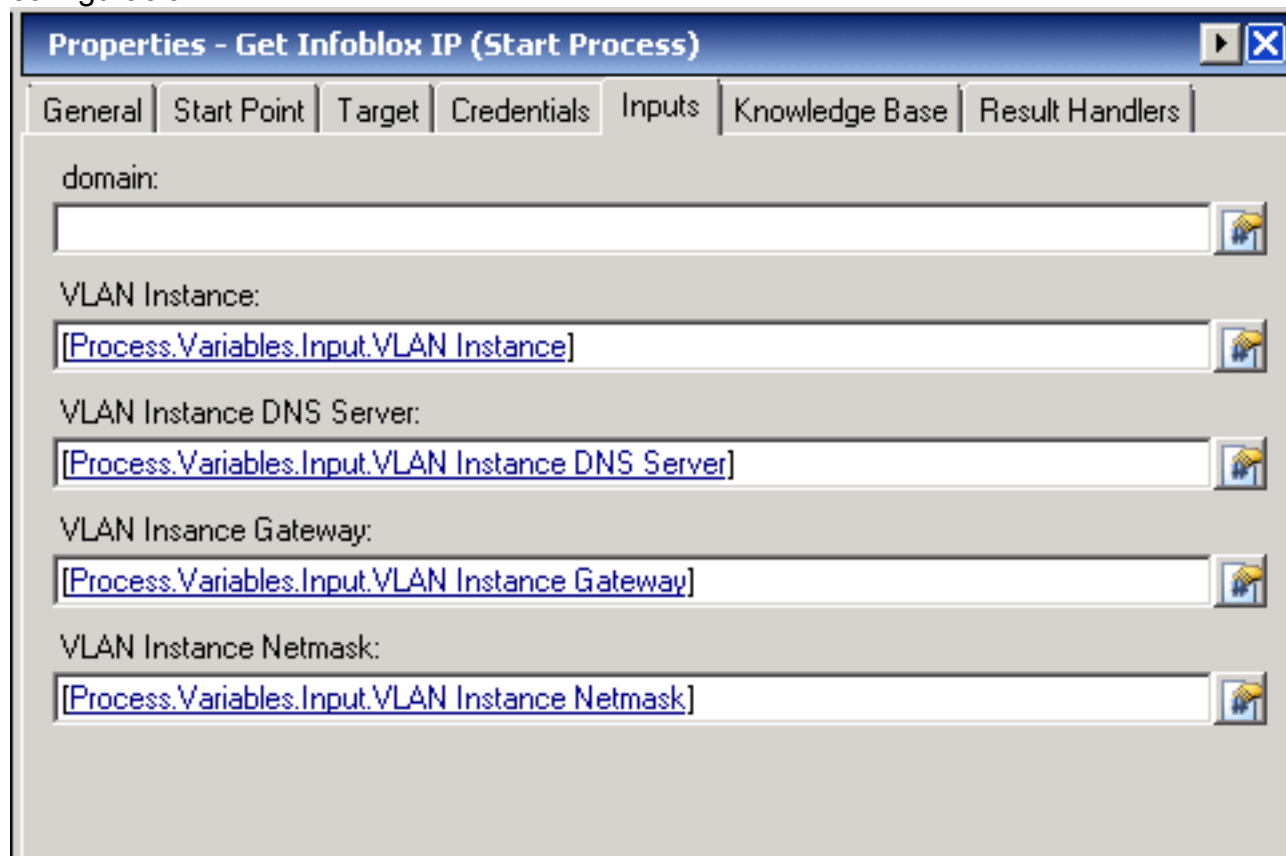 Properties - Get Infoblox IP (Start Process)
General Start Point Target Credentials Inputs Knowledge Base Result Handlers
domain:
VLAN Instance:
[Process.Variables.Input.VLAN Instance]
VLAN Instance DNS Server:
[Process.Variables.Input.VLAN Instance DNS Server]
VLAN Insance Gateway:
[Process.Variables.Input.VLAN Instance Gateway]
VLAN Instance Netmask:
[Process.Variables.Input.VLAN Instance Netmask]